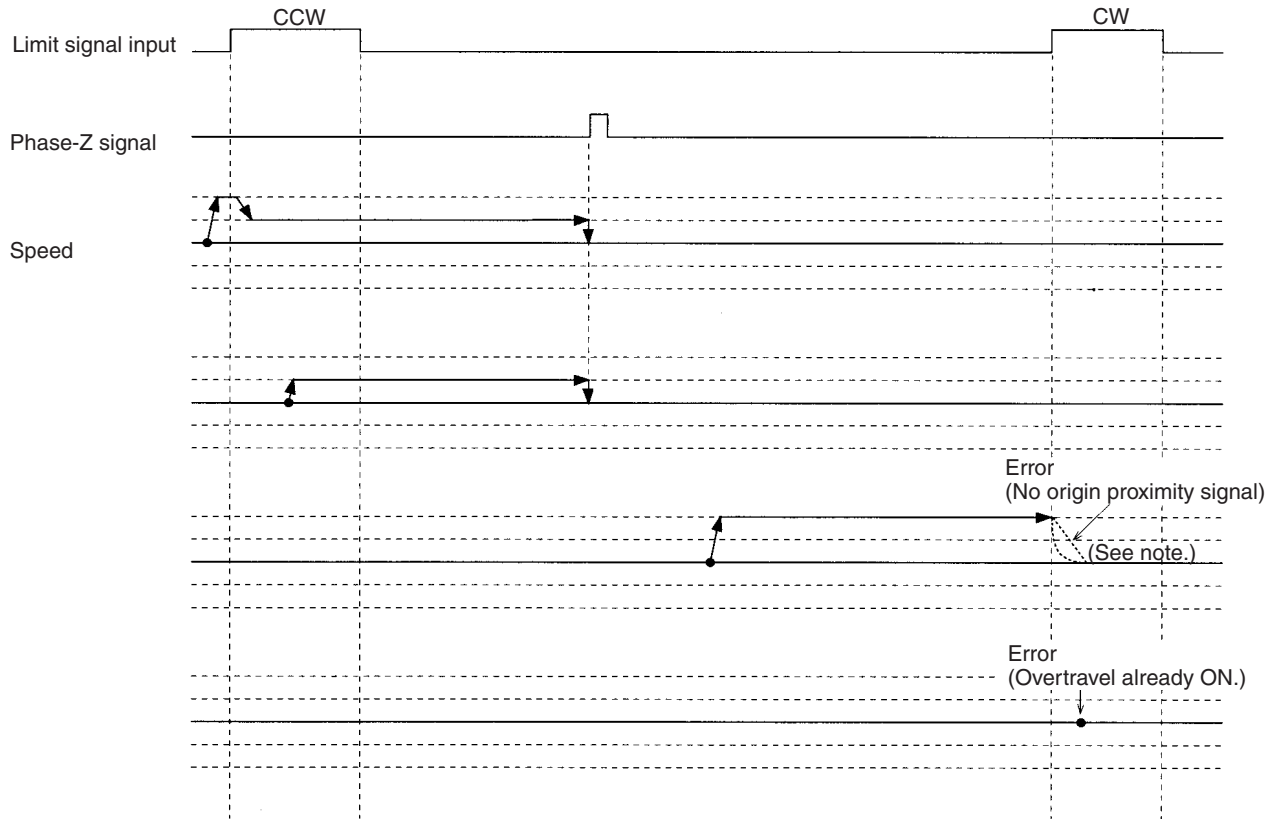 CCW
CW
Limit signal input
Phase-Z signal
Speed
Error
(No origin proximity signal)
(See note.)
Error
(Overtravel already ON.)